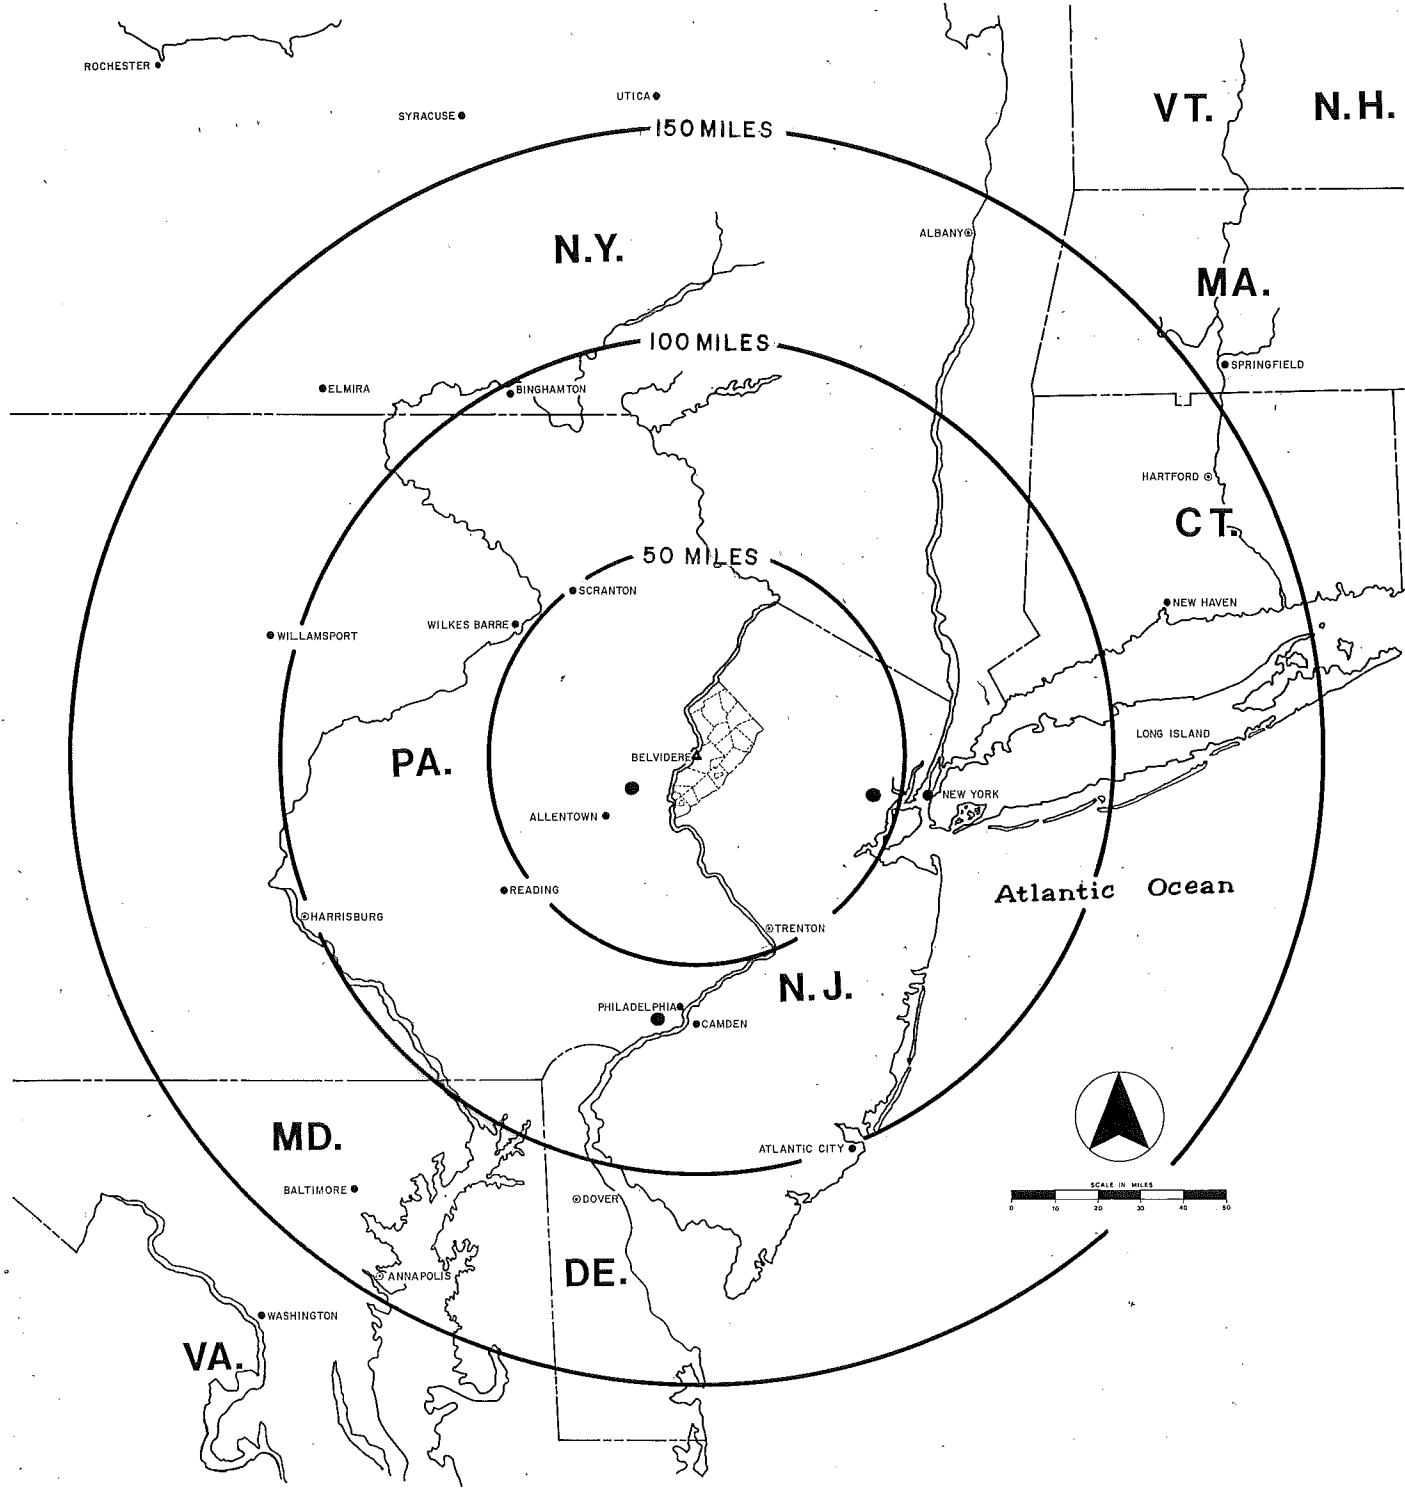 ROCHESTER
UTICA
SYRACUSE
VT.
N.H.
150 MILES
ALBANY
N.Y.
MA.
100 MILES
SPRINGFIELD
ELMIRA
BINGHAMTON
HARTFORD
CT.
50 MILES
SCRANTON
NEW HAVEN
WILKES BARRE
WILLAMSPORT
LONG ISLAND
BELVIDERE
PA.
NEW YORK
ALLENTOWN
READING
Atlantic Ocean
HARRISBURG
TRENTON
N.J.
PHILADELPHIA
CAMDEN
MD.
ATLANTIC CITY
BALTIMORE
SCALE IN MILES
DOVER
0 10 20 30 40 50
DE.
ANNAPOLIS
WASHINGTON
VA.